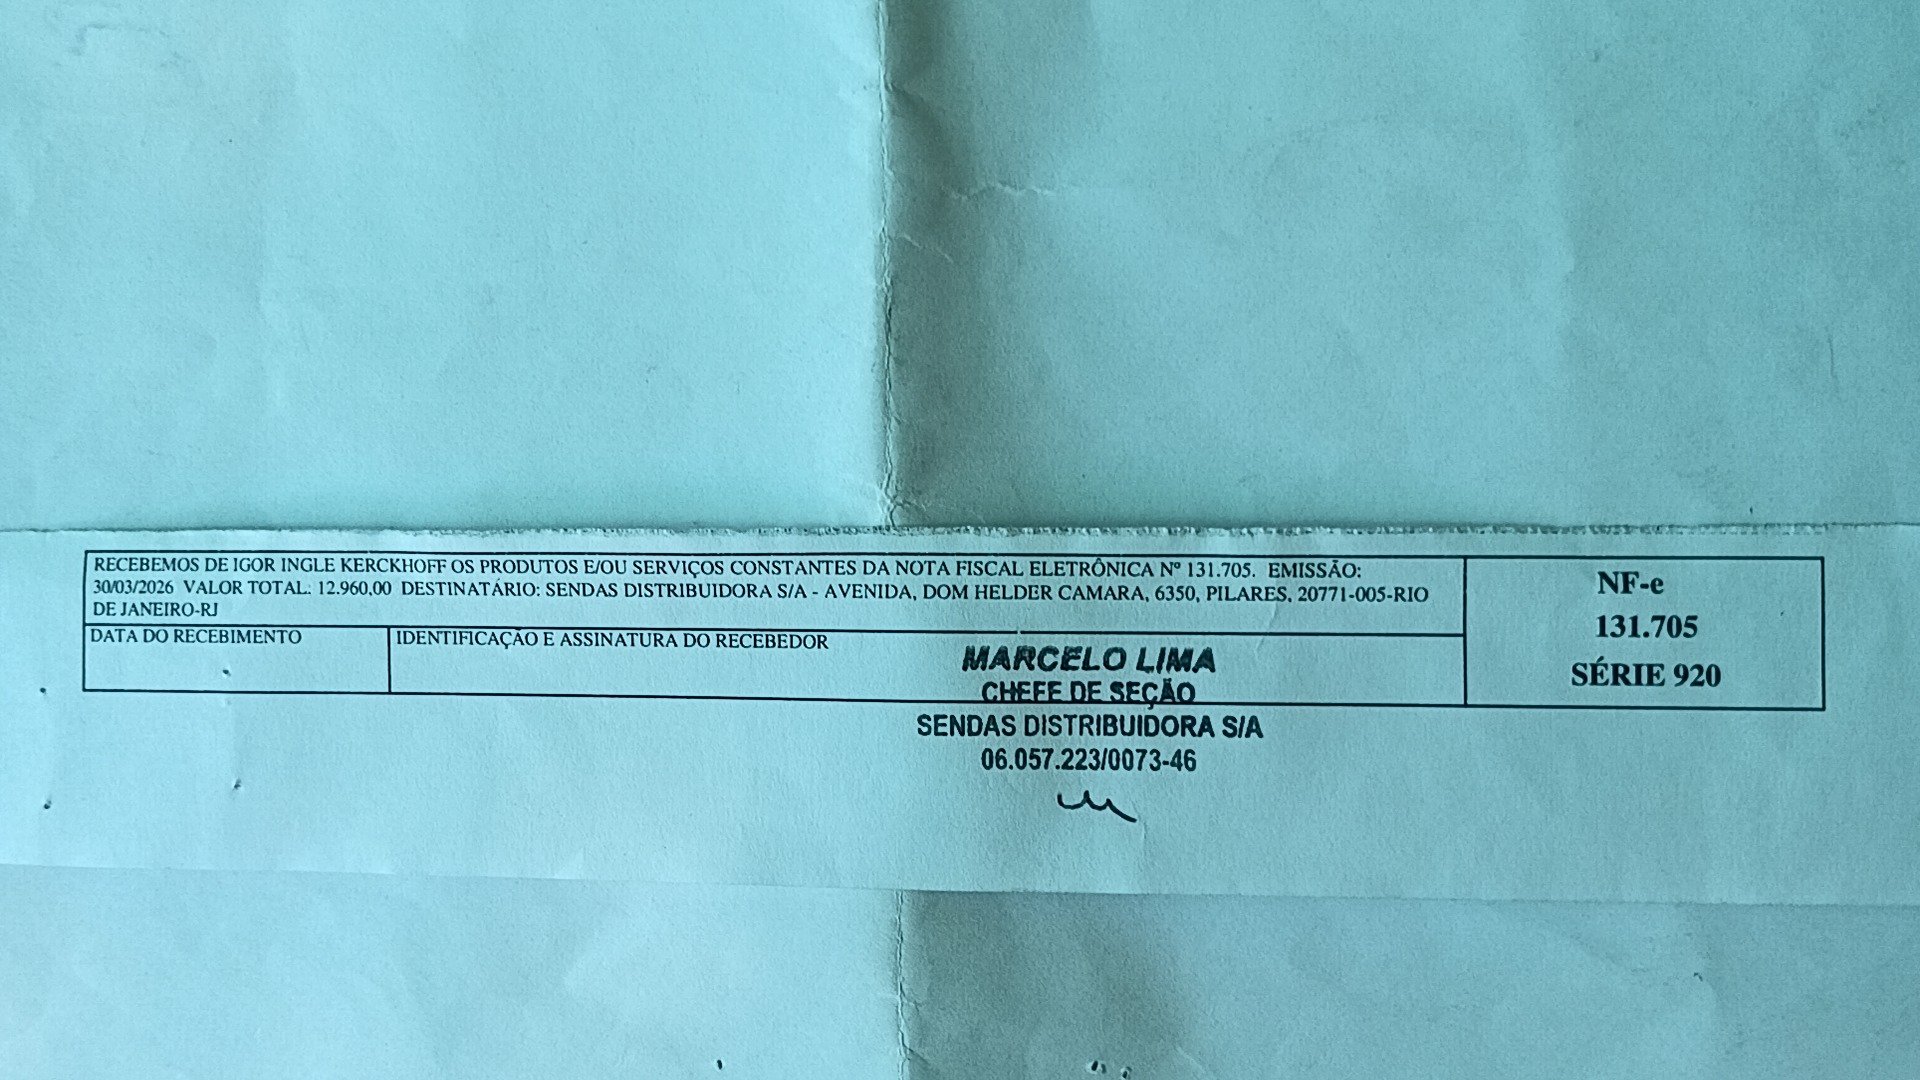 RECEBEMOS DE IGOR INGLE KERCKHOFF OS PRODUTOS E/OU SERVIÇOS CONSTANTES DA NOTA FISCAL ELETRÔNICA Nº 131.705. EMISSÃO:
30/03/2026 VALOR TOTAL: 12.960,00 DESTINATÁRIO: SENDAS DISTRIBUIDORA S/A - AVENIDA, DOM HELDER CAMARA, 6350, PILARES, 20771-005-RIO
DE JANEIRO-RJ
DATA DO RECEBIMENTO
IDENTIFICAÇÃO E ASSINATURA DO RECEBEDOR
MARCELO LIMA
CHEFE DE SEÇÃO
SENDAS DISTRIBUIDORA S/A
06.057.223/0073-46
NF-e
131.705
SÉRIE 920